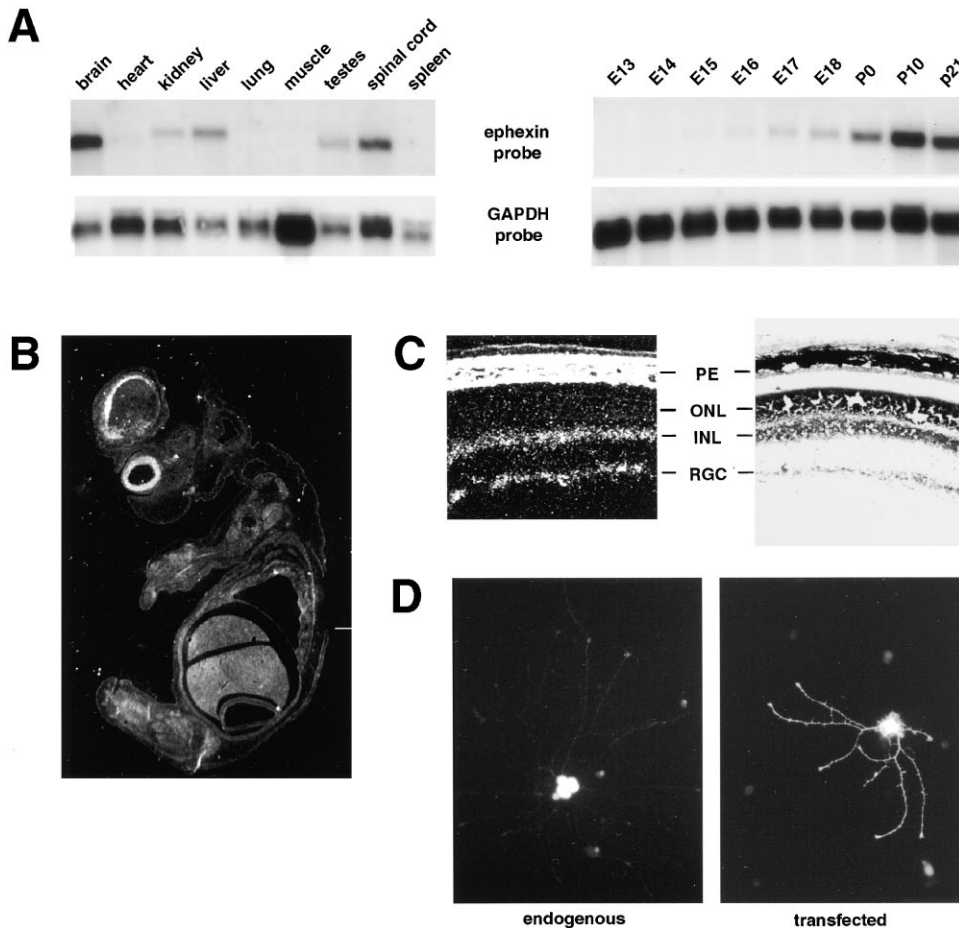 A
brain heart kidney liver lung muscle testes spinal cord spleen
E13 E14 E15 E16 E17 E18 P0 P10 p21
ephexin
probe
GAPDH
probe
B
C
PE
ONL
INL
RGC
D
endogenous
transfected